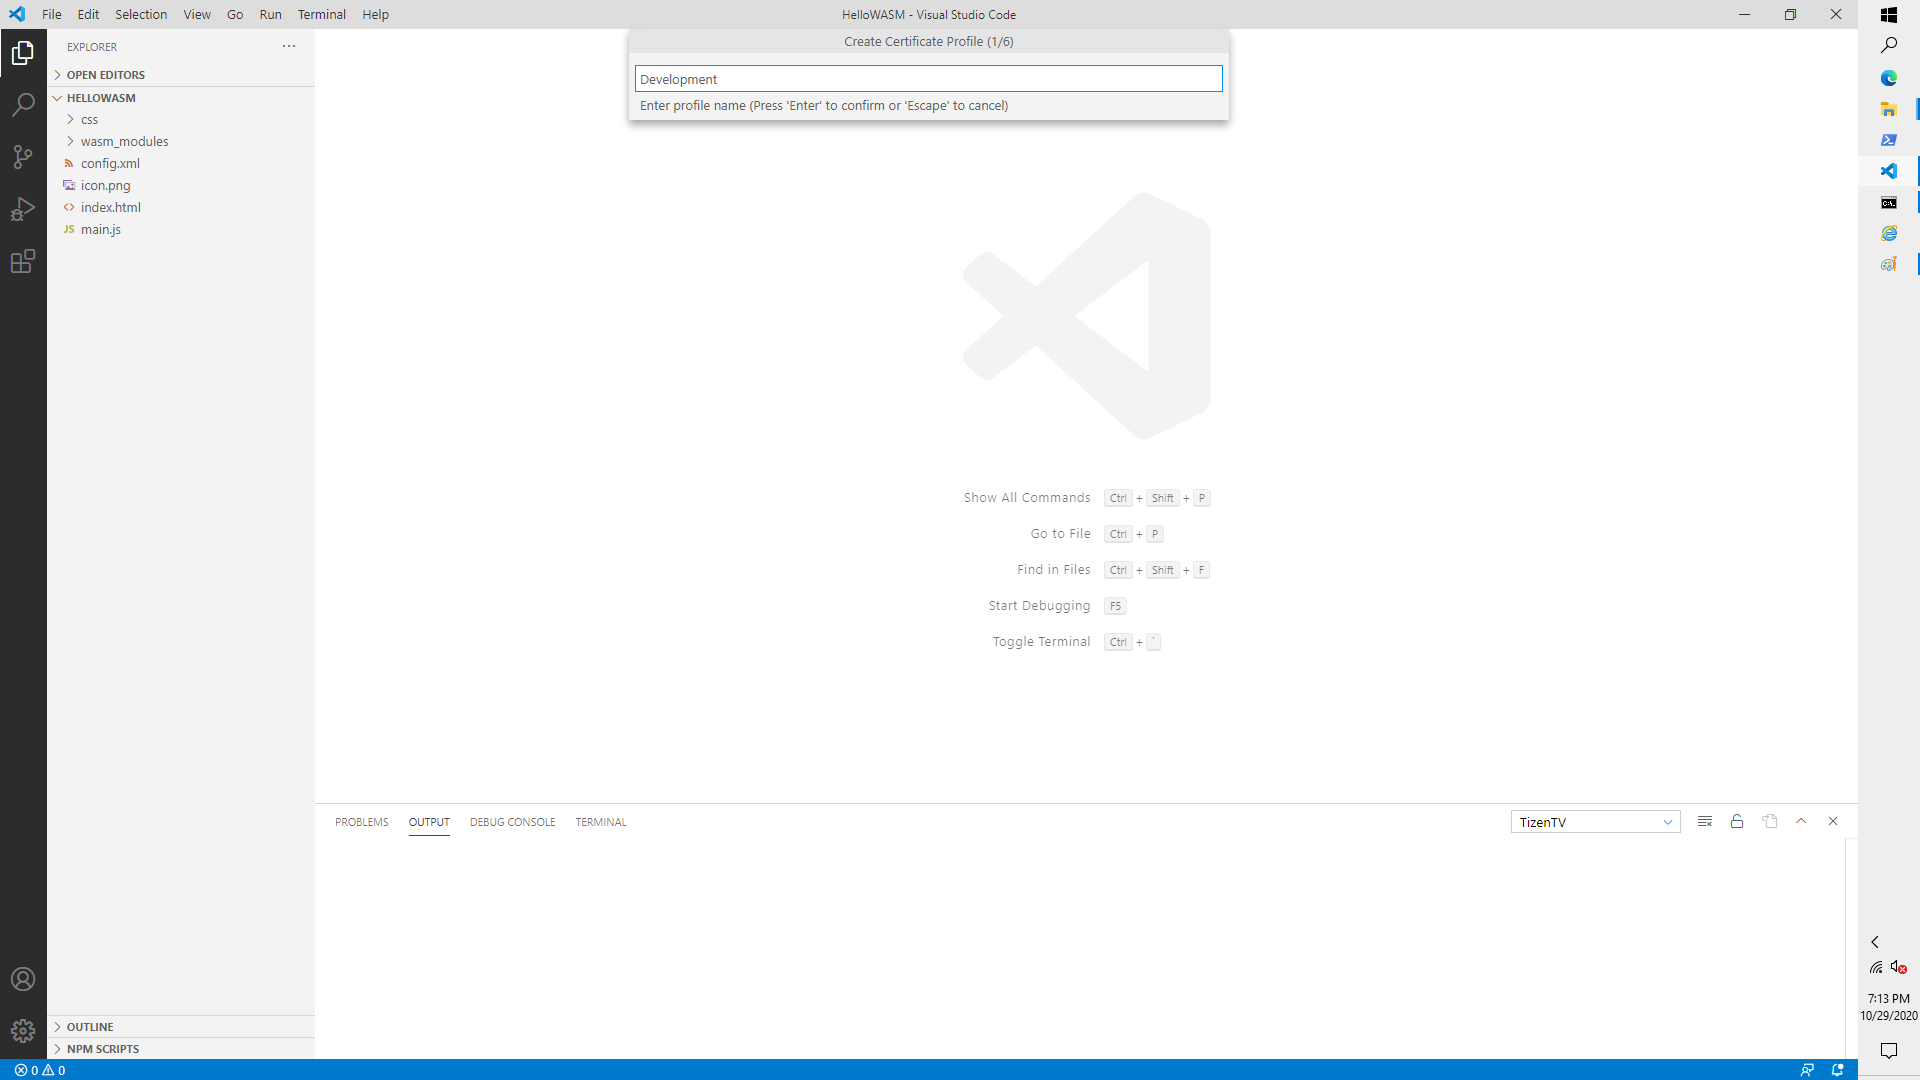 File Edit Selection View Go Run Terminal Help
HelloWASM - Visual Studio Code
Create Certificate Profile (1/6)
Development
Enter profile name (Press 'Enter' to confirm or 'Escape' to cancel)
EXPLORER
OPEN EDITORS
HELLOWASM
css
wasm_modules
config.xml
icon.png
index.html
JS main.js
Show All Commands Ctrl + Shift + P
Go to File Ctrl + P
Find in Files Ctrl + Shift + F
Start Debugging F5
Toggle Terminal Ctrl + `
PROBLEMS OUTPUT DEBUG CONSOLE TERMINAL
TizenTV
OUTLINE
NPM SCRIPTS
0 0
C:\.
7:13 PM
10/29/2020